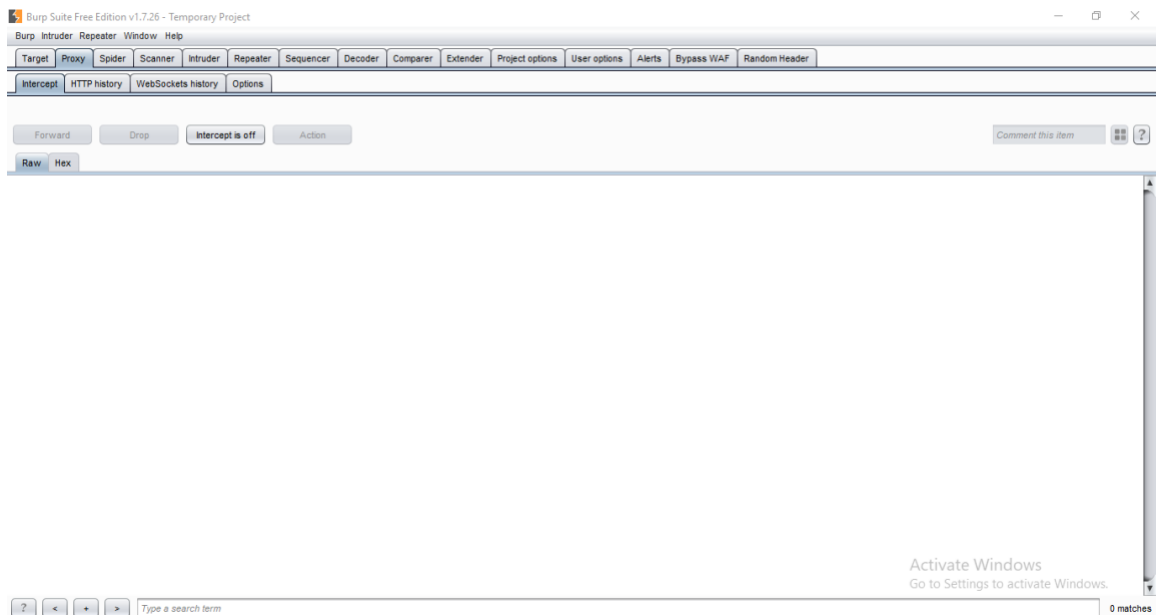 Burp Suite Free Edition v1.7.26 - Temporary Project
Burp Intruder Repeater Window Help
Target Proxy Spider Scanner Intruder Repeater Sequencer Decoder Comparer Extender Project options User options Alerts Bypass WAF Random Header
Intercept HTTP history WebSockets history Options
Forward Drop Intercept is off Action Comment this item ?
Raw Hex
Activate Windows
Go to Settings to activate Windows.
? < + > Type a search term 0 matches